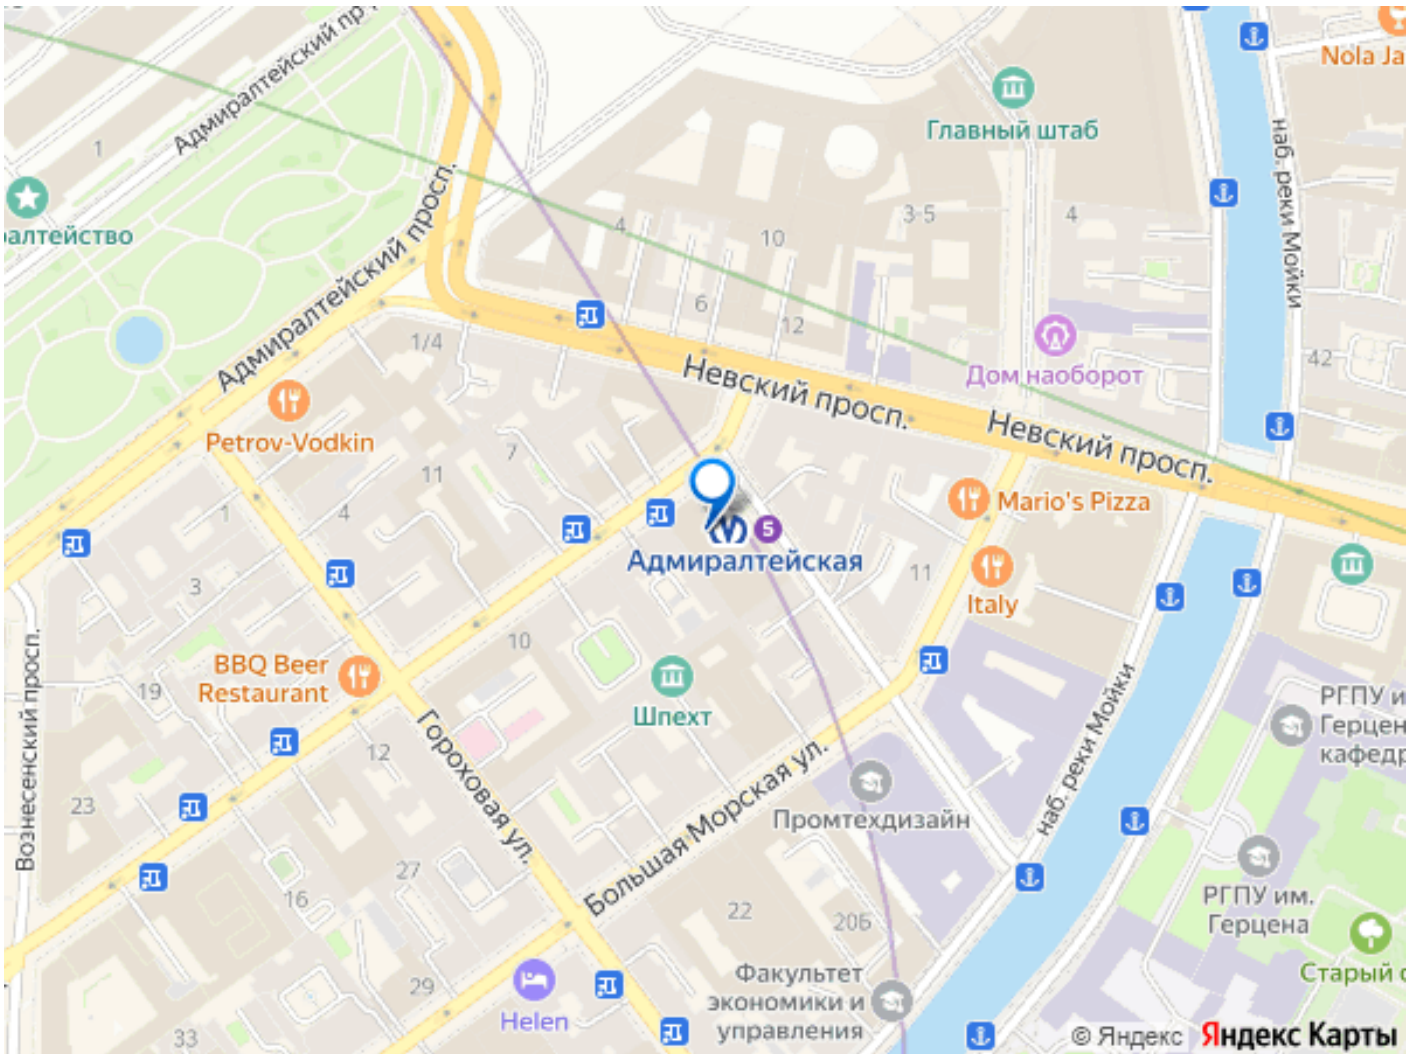 Адмиралтейский пр.
Nola Ja
1
Главный штаб
наб. реки Мойки
ралтейство
Адмиралтейский просп.
4
3-5
4
10
6
12
1/4
Невский просп.
Дом наоборот
42
Petrov-Vodkin
Невский просп.
7
11
Mario's Pizza
1
4
5
Адмиралтейская
11
Italy
3
10
BBQ Beer
Restaurant
19
Шпехт
РГПУ и
Герцен
кафедр
Вознесенский просп.
12
Гороховая ул.
23
Большая Морская ул.
Промтехдизайн
наб. реки Мойки
27
16
22
20Б
РГПУ им.
Герцена
29
Helen
33
Факультет
экономики и
управления
Старый с
© Яндекс Яндекс Карты